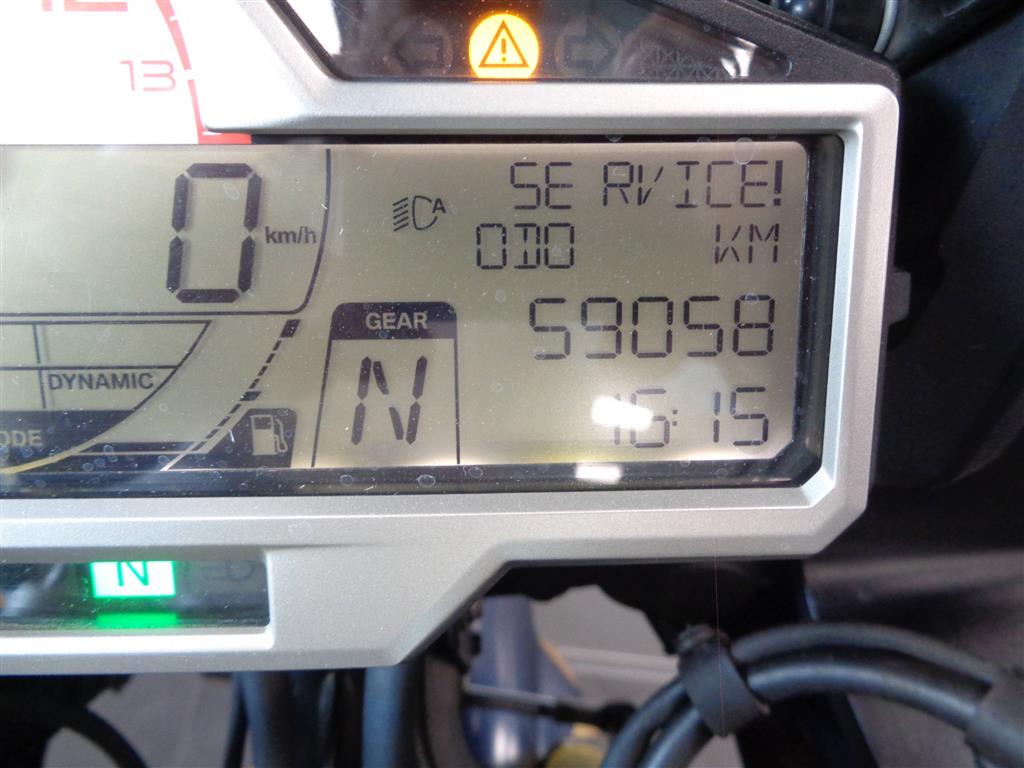 13
0 km/h
SE RVICE!
ODO KM
59058
GEAR
N
DYNAMIC
16:15
ODE
N